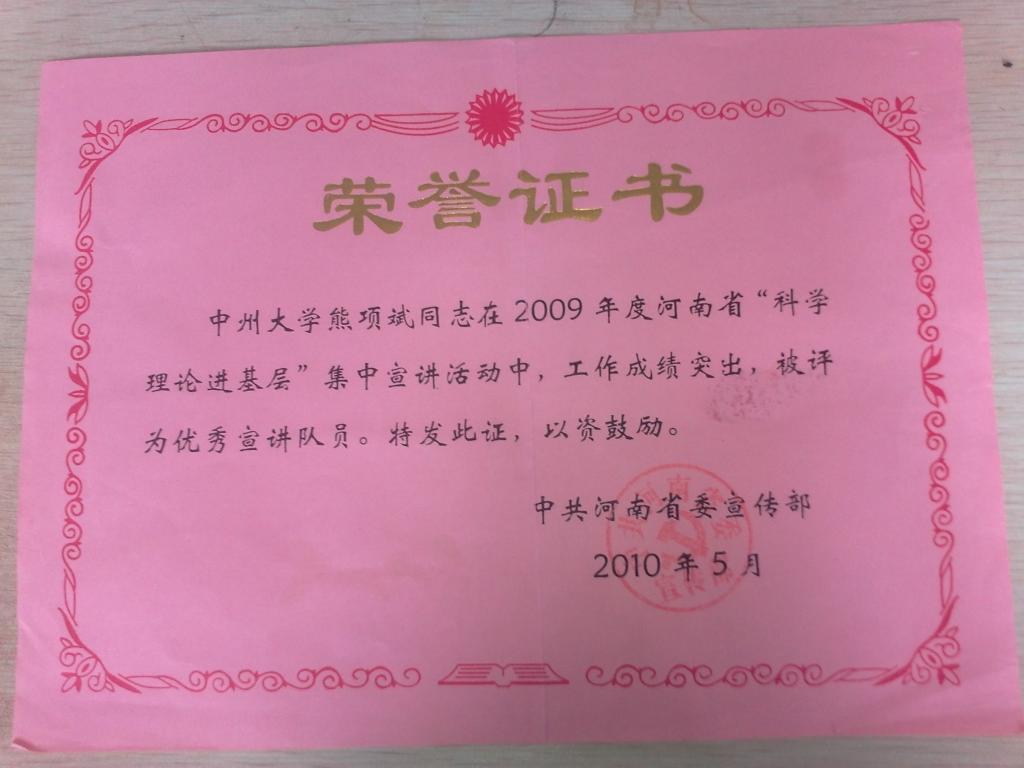 荣誉证书
中州大学熊项斌同志在2009年度河南省“科学
理论进基层”集中宣讲活动中，工作成绩突出，被评
为优秀宣讲队员。特发此证，以资鼓励。
中共河南省委宣传部
2010年5月